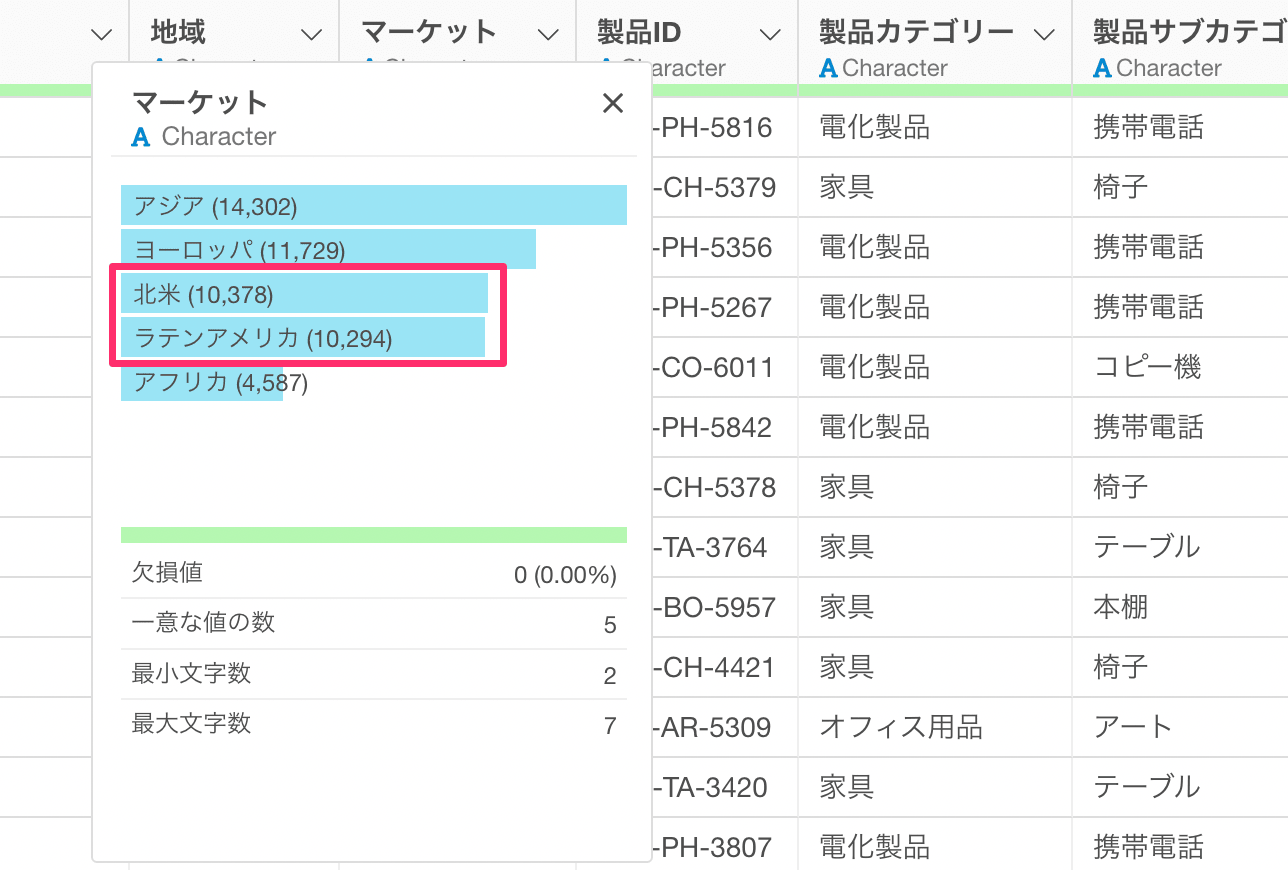 地域
マーケット
製品ID
製品カテゴリー
製品サブカテゴ
Character
Character
マーケット
Character
アジア (14,302)
ヨーロッパ (11,729)
北米 (10,378)
ラテンアメリカ (10,294)
アフリカ (4,587)
欠損値 0 (0.00%)
一意な値の数 5
最小文字数 2
最大文字数 7
-PH-5816 電化製品 携帯電話
-CH-5379 家具 椅子
-PH-5356 電化製品 携帯電話
-PH-5267 電化製品 携帯電話
-CO-6011 電化製品 コピー機
-PH-5842 電化製品 携帯電話
-CH-5378 家具 椅子
-TA-3764 家具 テーブル
-BO-5957 家具 本棚
-CH-4421 家具 椅子
-AR-5309 オフィス用品 アート
-TA-3420 家具 テーブル
-PH-3807 電化製品 携帯電話